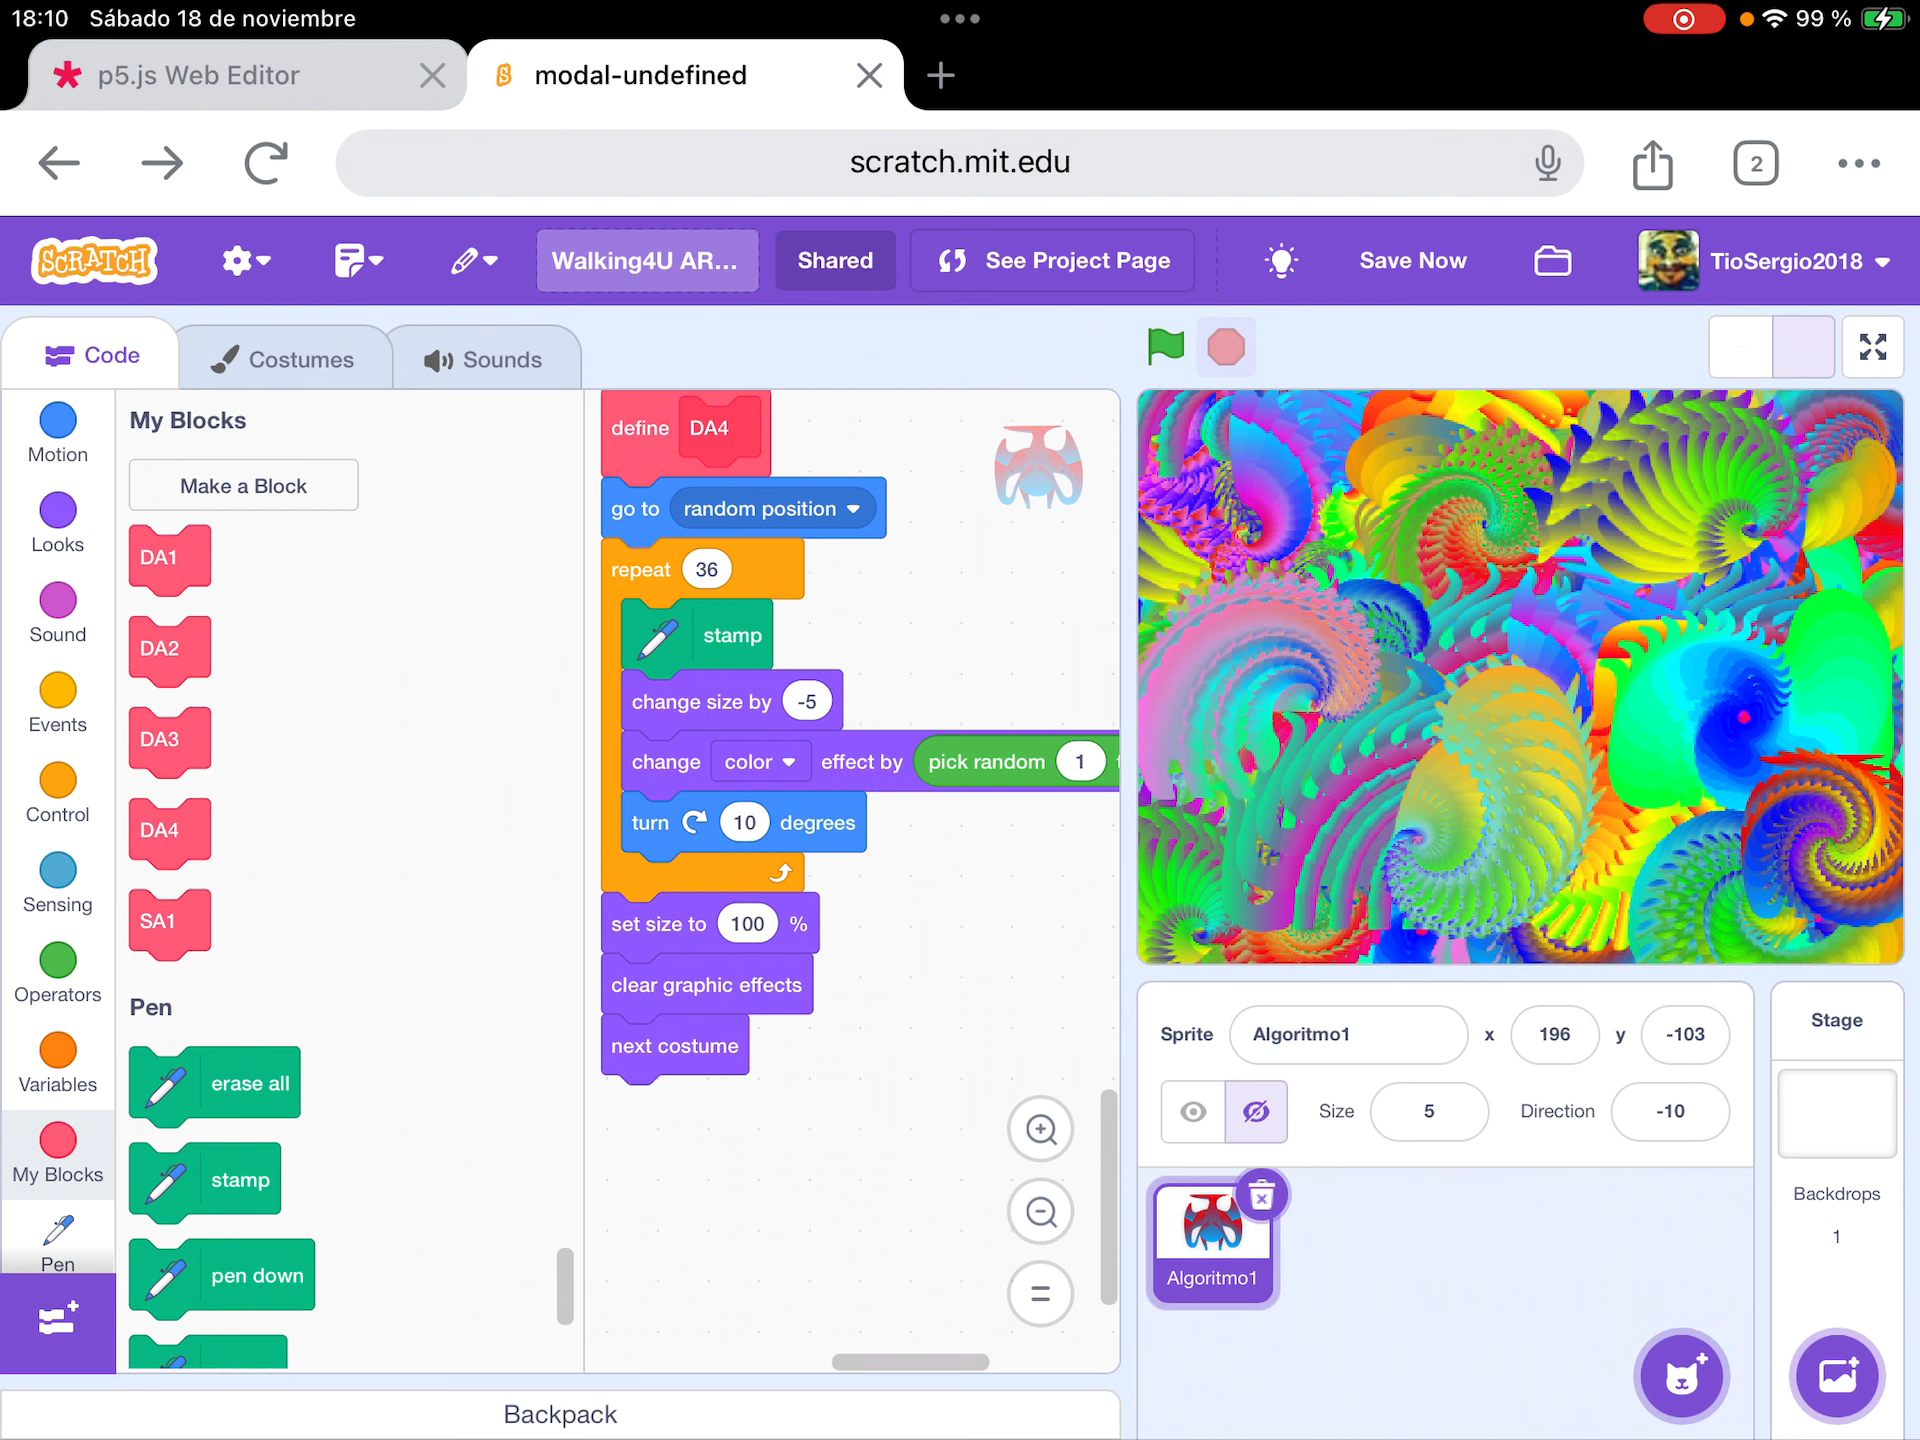 18:10 Sábado 18 de noviembre
99 %
p5.js Web Editor
modal-undefined
scratch.mit.edu
2
SCRATCH
Walking4U AR...
Shared
See Project Page
Save Now
TioSergio2018
Code
Costumes
Sounds
Motion
Looks
Sound
Events
Control
Sensing
Operators
Variables
My Blocks
Pen
My Blocks
Make a Block
DA1
DA2
DA3
DA4
SA1
Pen
erase all
stamp
pen down
define DA4
go to random position
repeat 36
stamp
change size by -5
change color effect by pick random 1
turn 10 degrees
set size to 100 %
clear graphic effects
next costume
Sprite Algoritmo1 x 196 y -103
Size 5 Direction -10
Algoritmo1
Stage
Backdrops
1
Backpack